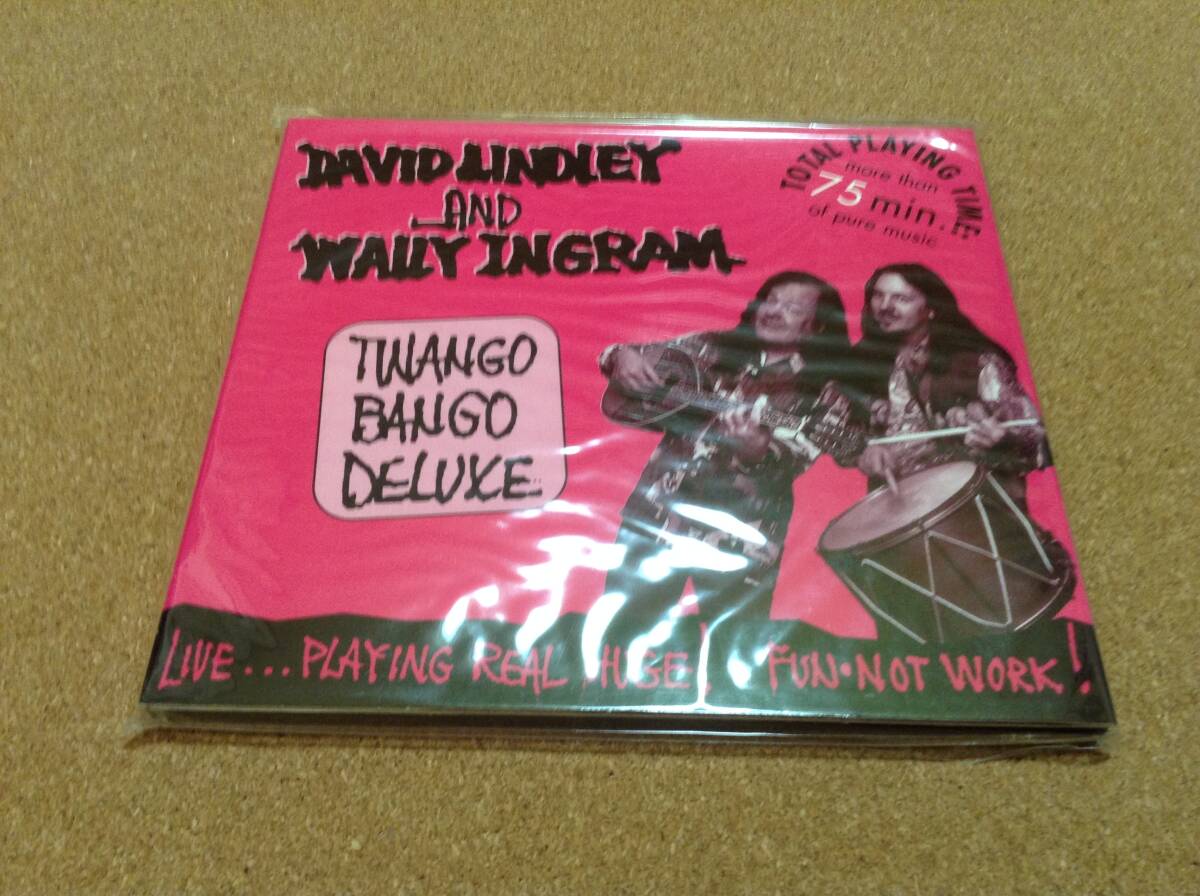 DAVID LINDLEY
AND
WALLY INGRAM
TOTAL PLAYING TIME:
more than
75 min.
of pure music
TWANGO
BANGO
DELUXE
LIVE... PLAYING REAL HUGE! FUN•NOT WORK!